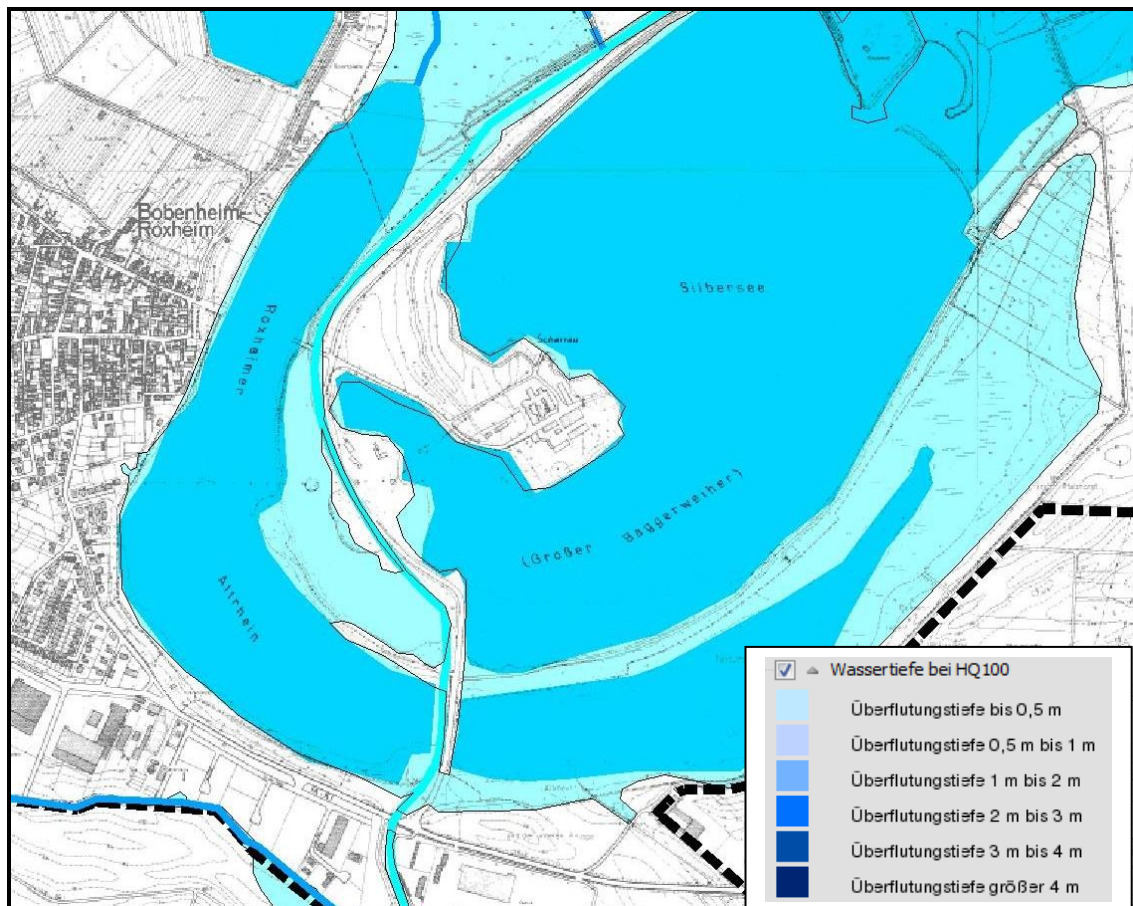 Bobenheim-
Roxheim
Roxheimer
Altrhein
Silbersee
Scharrau
(Großer Baggerweiher)
Wassertiefe bei HQ100
Überflutungstiefe bis 0,5 m
Überflutungstiefe 0,5 m bis 1 m
Überflutungstiefe 1 m bis 2 m
Überflutungstiefe 2 m bis 3 m
Überflutungstiefe 3 m bis 4 m
Überflutungstiefe größer 4 m